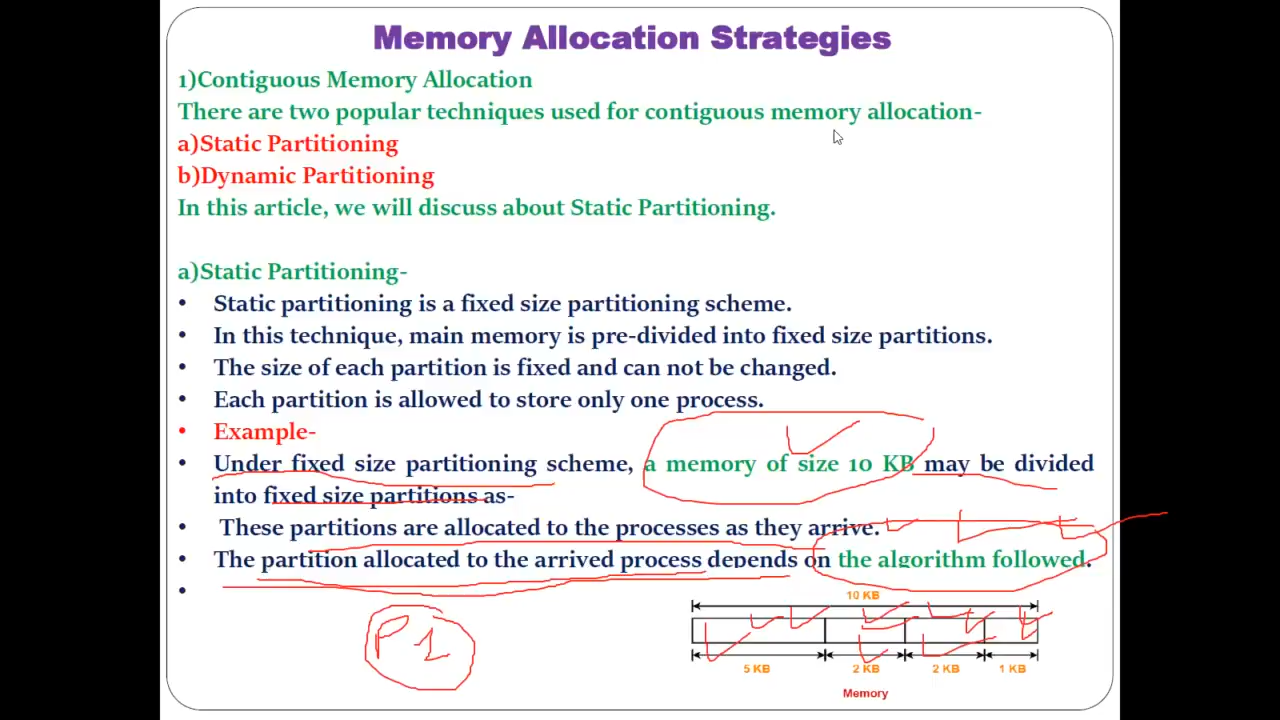 Memory Allocation Strategies
1)Contiguous Memory Allocation
There are two popular techniques used for contiguous memory allocation-
a)Static Partitioning
b)Dynamic Partitioning
In this article, we will discuss about Static Partitioning.
a)Static Partitioning-
• Static partitioning is a fixed size partitioning scheme.
• In this technique, main memory is pre-divided into fixed size partitions.
• The size of each partition is fixed and can not be changed.
• Each partition is allowed to store only one process.
• Example-
• Under fixed size partitioning scheme, a memory of size 10 KB may be divided
into fixed size partitions as-
• These partitions are allocated to the processes as they arrive.
• The partition allocated to the arrived process depends on the algorithm followed.
•
10 KB
P1
5 KB 2 KB 2 KB 1 KB
Memory